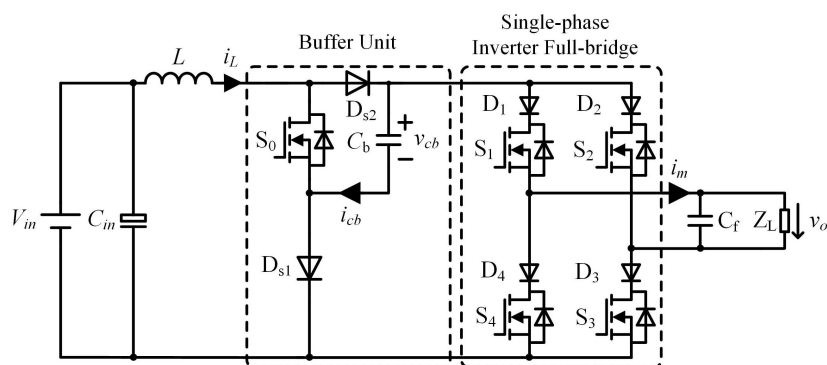 Single-phase
Inverter Full-bridge
Buffer Unit
L
i_L
D_s2
D_1
D_2
S_0
C_b
+
v_cb
−
S_1
S_2
i_m
V_in
C_in
i_cb
C_f
Z_L
v_o
D_s1
D_4
D_3
S_4
S_3